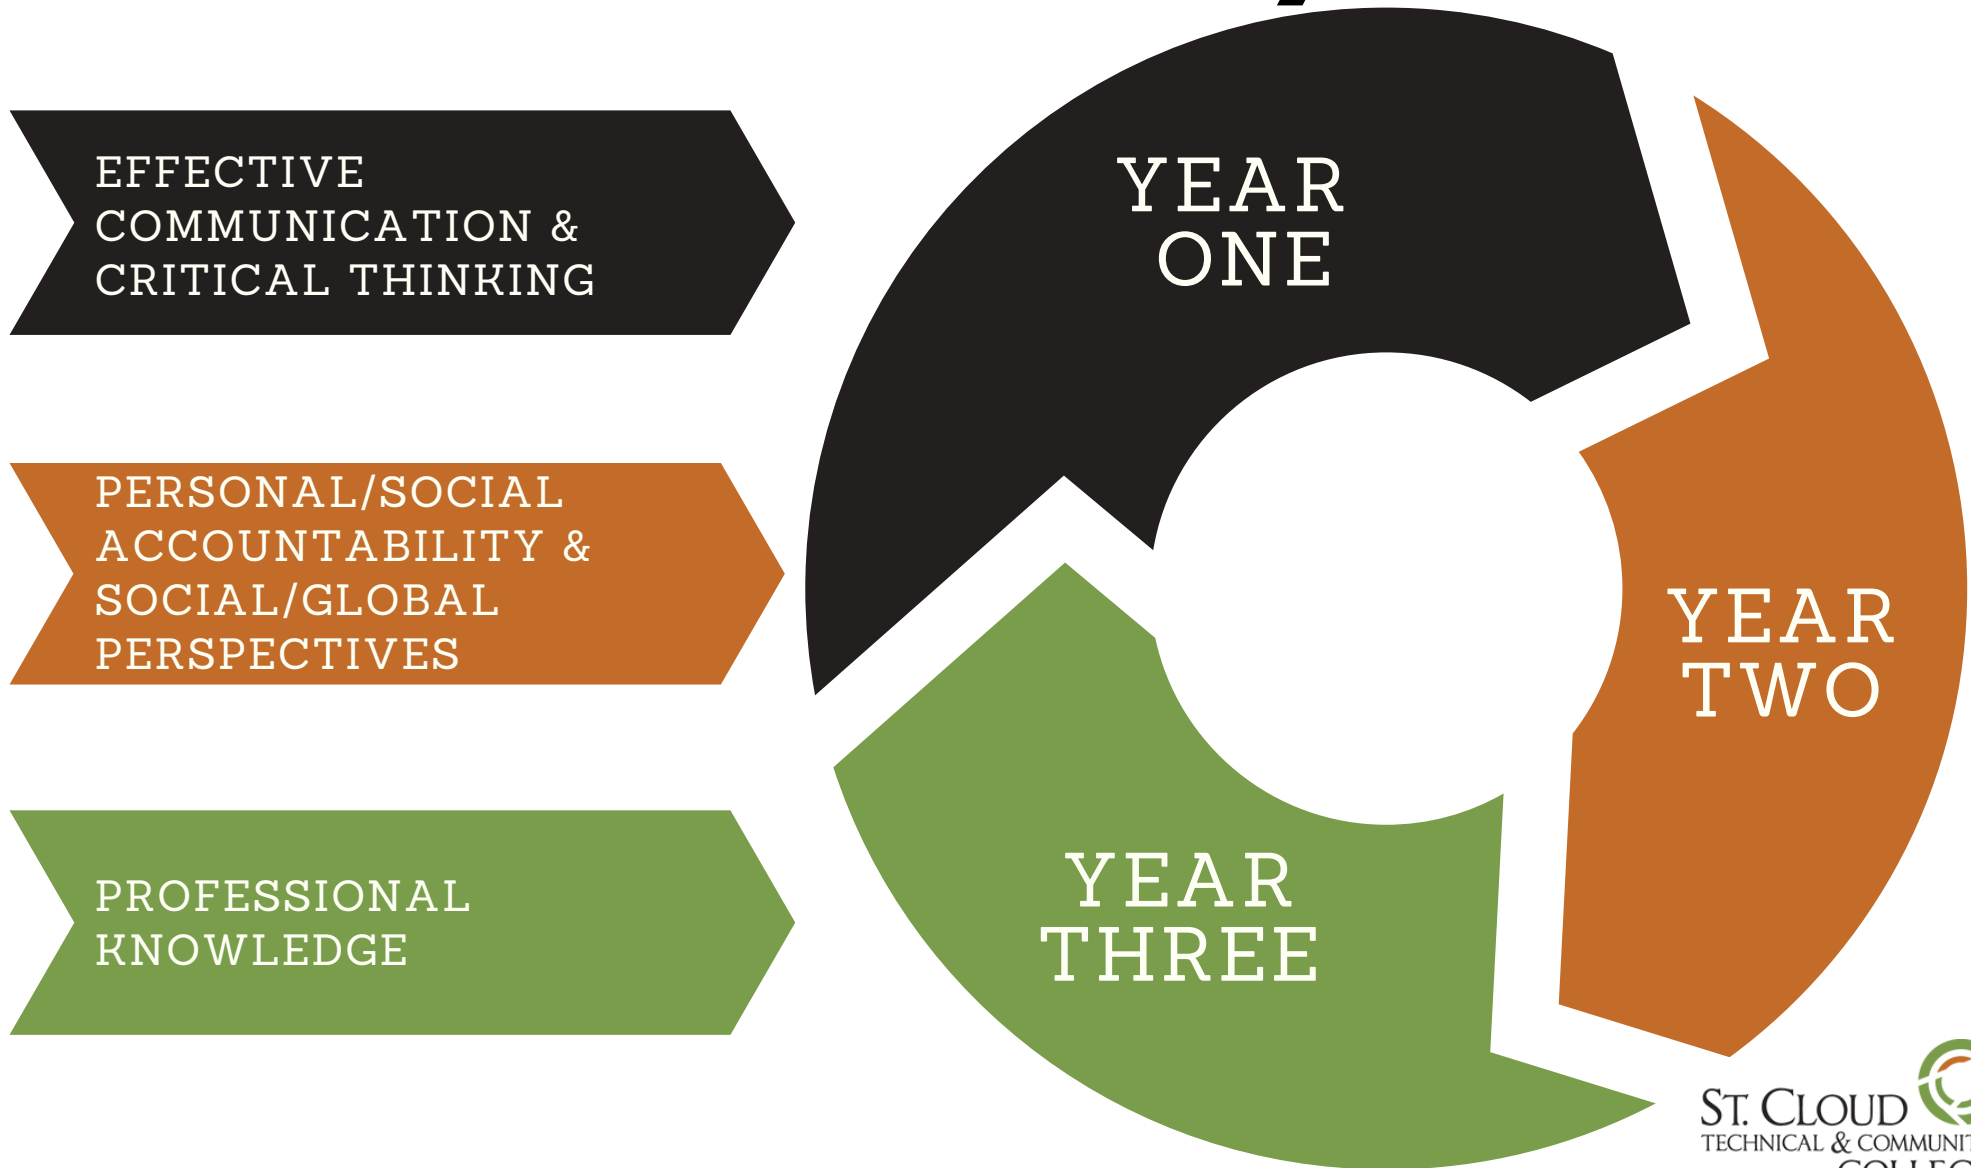 EFFECTIVE
COMMUNICATION &
CRITICAL THINKING
PERSONAL/SOCIAL
ACCOUNTABILITY &
SOCIAL/GLOBAL
PERSPECTIVES
PROFESSIONAL
KNOWLEDGE
YEAR
ONE
YEAR
TWO
YEAR
THREE
ST. CLOUD
TECHNICAL &